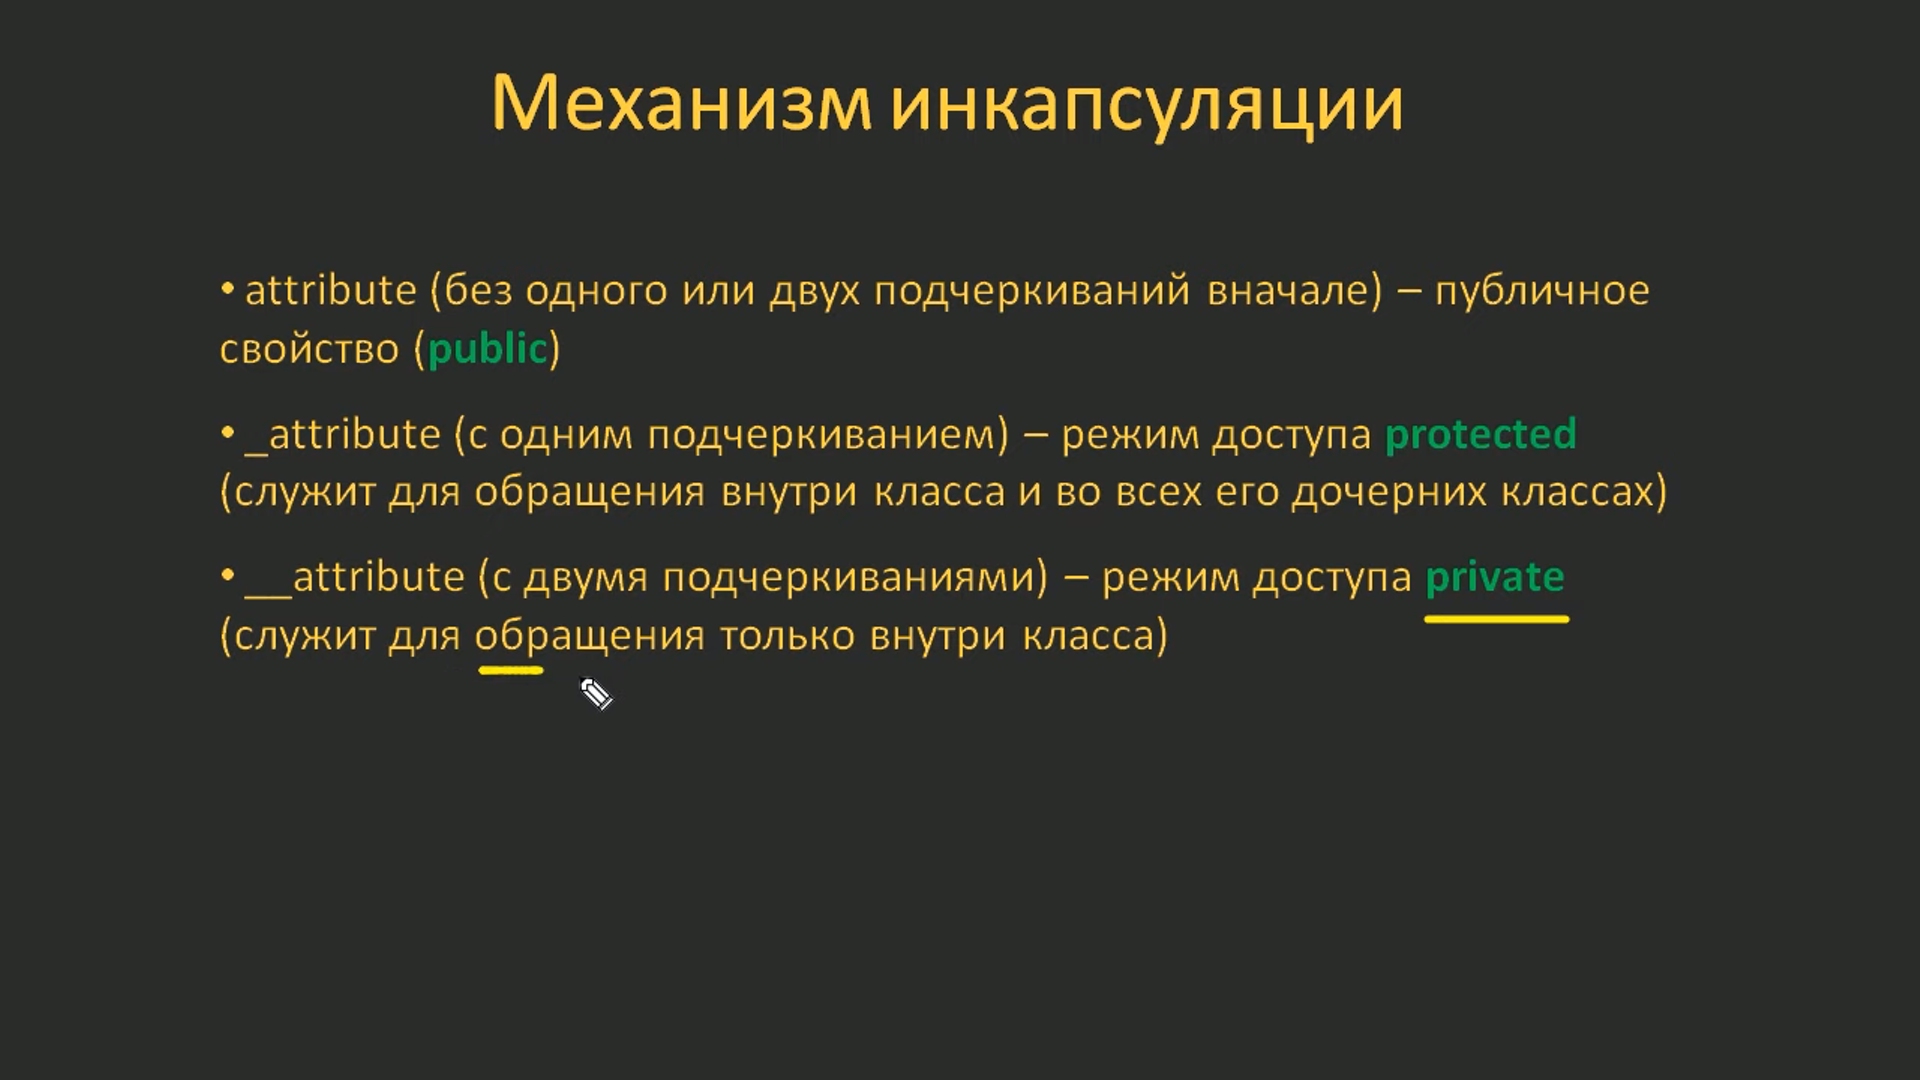 Механизм инкапсуляции
• attribute (без одного или двух подчеркиваний вначале) – публичное
свойство (public)
• _attribute (с одним подчеркиванием) – режим доступа protected
(служит для обращения внутри класса и во всех его дочерних классах)
• __attribute (с двумя подчеркиваниями) – режим доступа private
(служит для обращения только внутри класса)